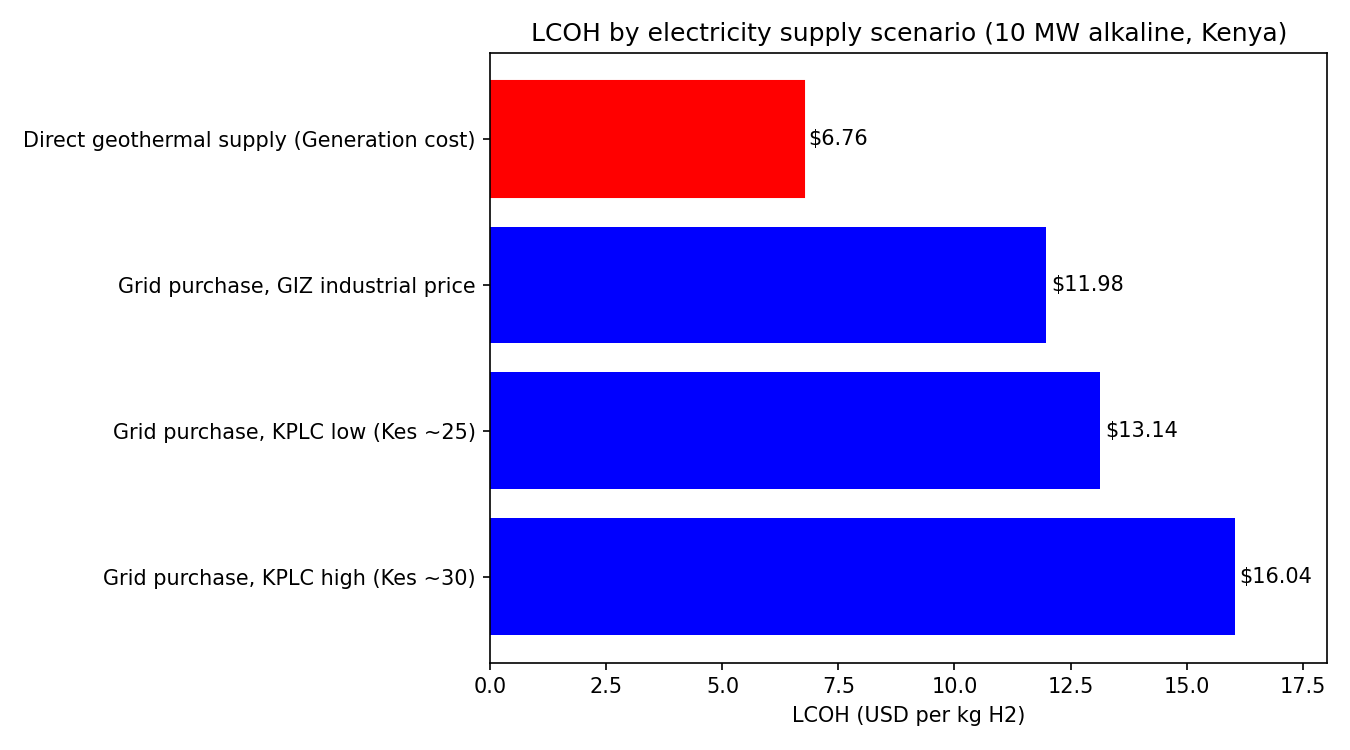 LCOH by electricity supply scenario (10 MW alkaline, Kenya)
Direct geothermal supply (Generation cost)
$6.76
Grid purchase, GIZ industrial price
$11.98
Grid purchase, KPLC low (Kes ~25)
$13.14
Grid purchase, KPLC high (Kes ~30)
$16.04
0.0 2.5 5.0 7.5 10.0 12.5 15.0 17.5
LCOH (USD per kg H2)